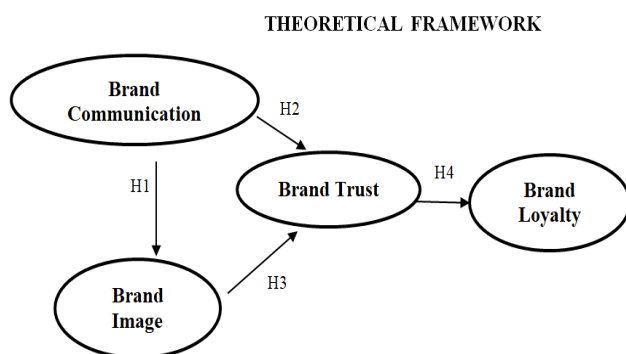 THEORETICAL FRAMEWORK
Brand
Communication
H2
H1
Brand Trust
H4
Brand
Loyalty
H3
Brand
Image